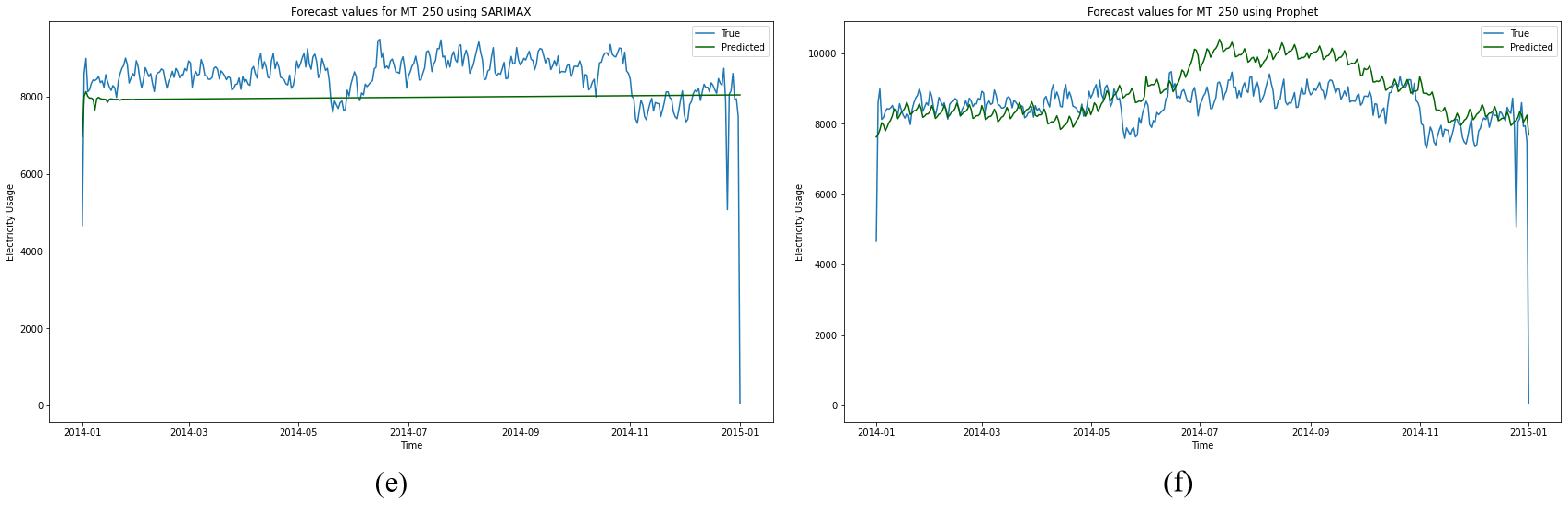 Forecast values for MT_250 using SARIMAX
True
Predicted
8000
6000
4000
2000
0
Electricity Usage
2014-01 2014-03 2014-05 2014-07 2014-09 2014-11 2015-01
Time
(e)
Forecast values for MT_250 using Prophet
True
Predicted
10000
8000
6000
4000
2000
0
Electricity Usage
2014-01 2014-03 2014-05 2014-07 2014-09 2014-11 2015-01
Time
(f)